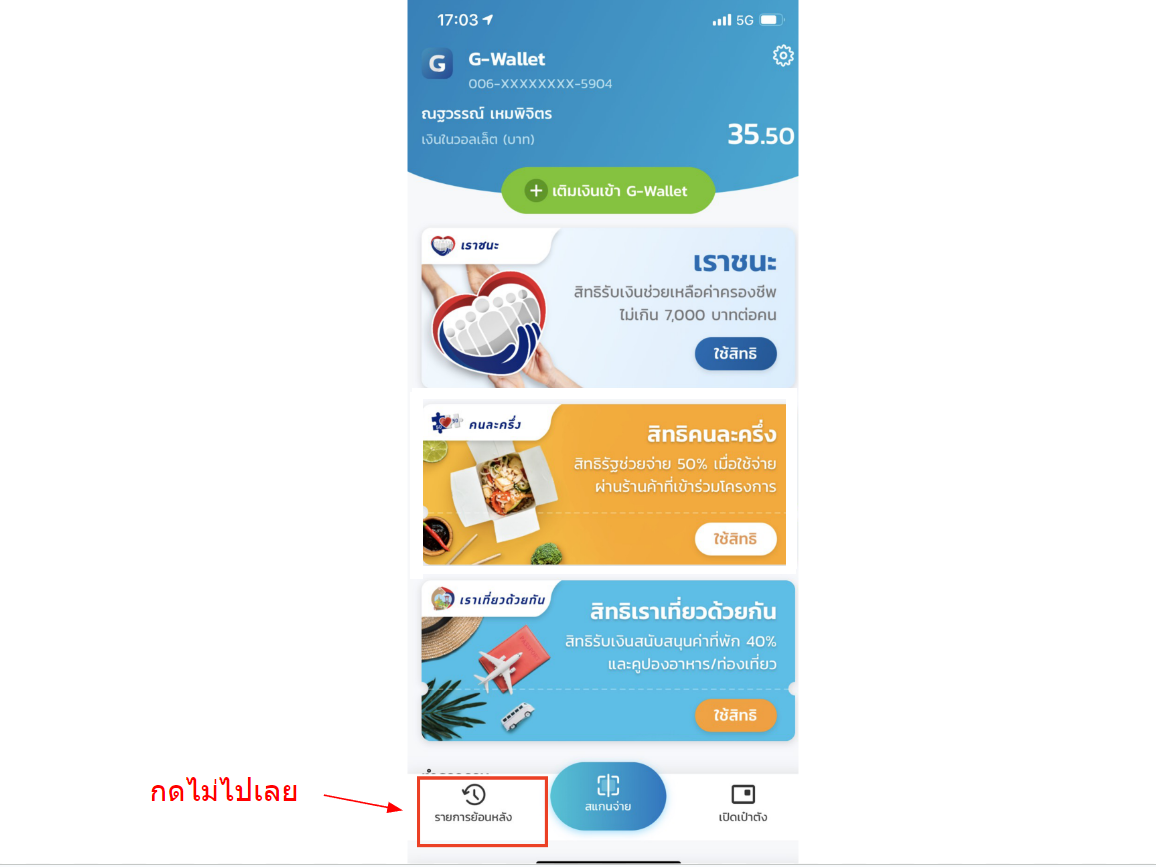 17:03
5G
G
G-Wallet
006-XXXXXXXX-5904
ณฐวรรณ์ เหมพิจิตร
เงินในวอลเล็ต (บาท)
35.50
+ เติมเงินเข้า G-Wallet
เราชนะ
เราชนะ
สิทธิรับเงินช่วยเหลือค่าครองชีพ
ไม่เกิน 7,000 บาทต่อคน
ใช้สิทธิ
คนละครึ่ง
สิทธิคนละครึ่ง
สิทธิรัฐช่วยจ่าย 50% เมื่อใช้จ่าย
ผ่านร้านค้าที่เข้าร่วมโครงการ
ใช้สิทธิ
เราเที่ยวด้วยกัน
สิทธิเราเที่ยวด้วยกัน
สิทธิรับเงินสนับสนุนค่าที่พัก 40%
และคูปองอาหาร/ท่องเที่ยว
ใช้สิทธิ
กดไม่ไปเลย
รายการย้อนหลัง
สแกนจ่าย
เปิดเป๋าตัง